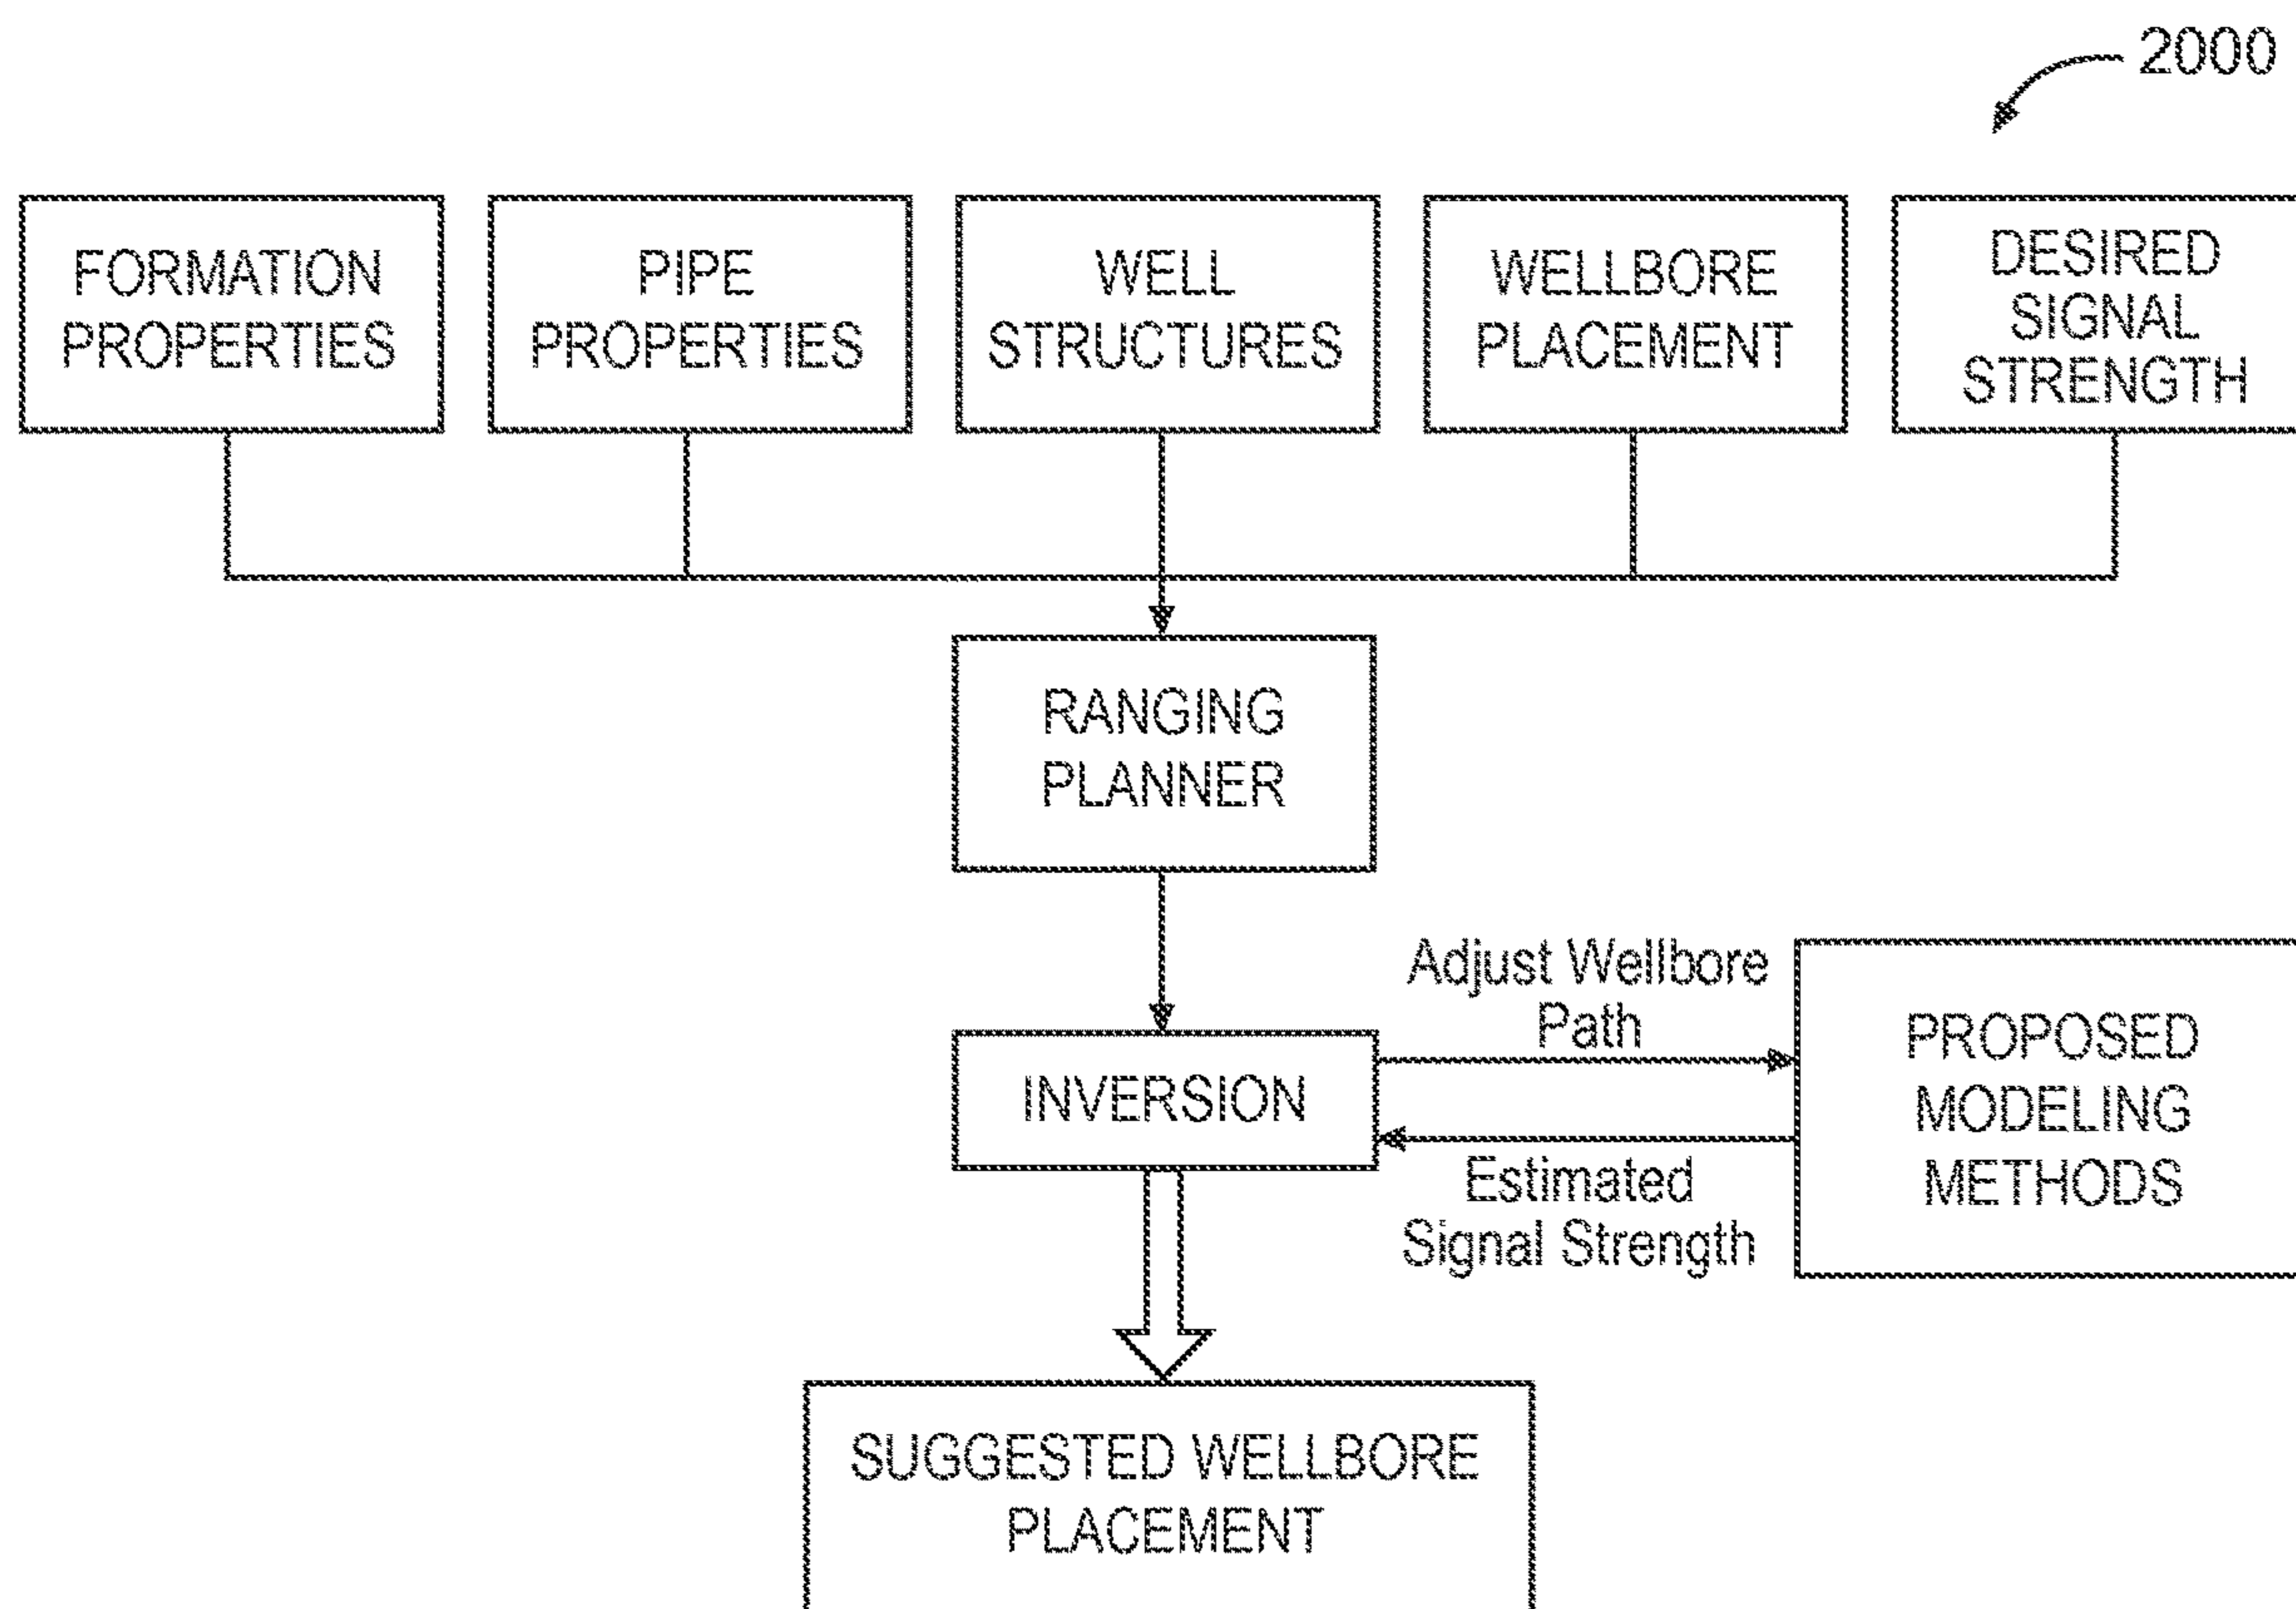 2000
FORMATION
PROPERTIES
PIPE
PROPERTIES
WELL
STRUCTURES
WELLBORE
PLACEMENT
DESIRED
SIGNAL
STRENGTH
RANGING
PLANNER
Adjust Wellbore
Path
INVERSION
Estimated
Signal Strength
PROPOSED
MODELING
METHODS
SUGGESTED WELLBORE
PLACEMENT